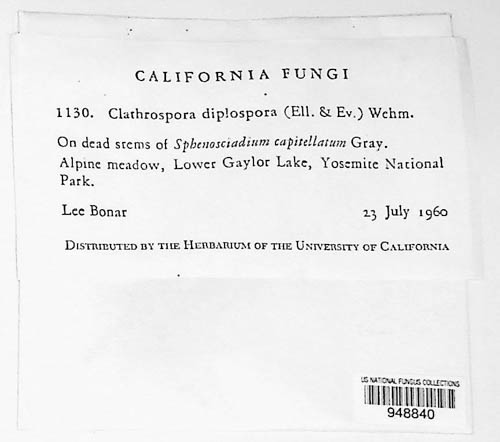 CALIFORNIA FUNGI
1130. Clathrospora diplospora (Ell. & Ev.) Wehm.
On dead stems of Sphenosciadium capitellatum Gray.
Alpine meadow, Lower Gaylor Lake, Yosemite National
Park.
Lee Bonar 23 July 1960
DISTRIBUTED BY THE HERBARIUM OF THE UNIVERSITY OF CALIFORNIA
US NATIONAL FUNGUS COLLECTIONS
948840